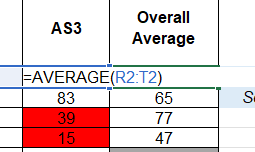 AS3 Overall Average
=AVERAGE(R2:T2)
83 65
39 77
15 47